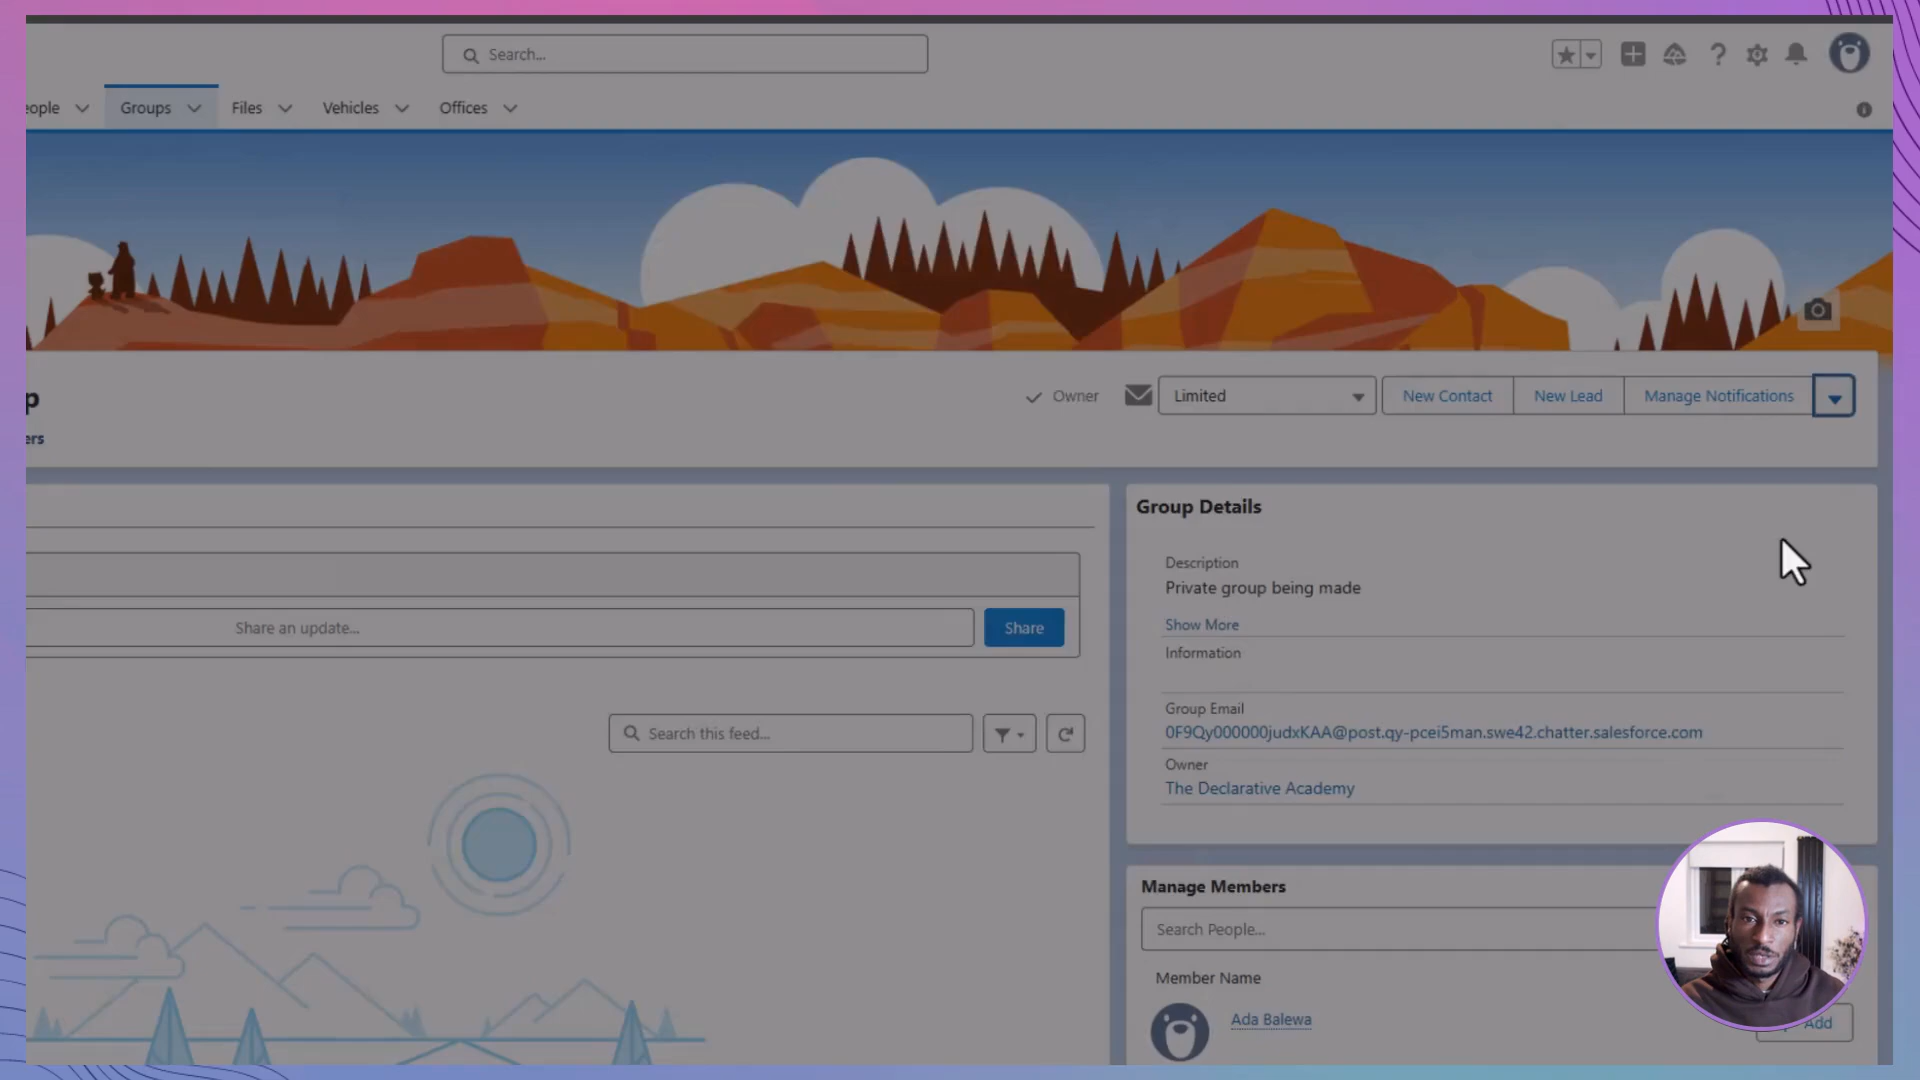 Search...
eople
Groups
Files
Vehicles
Offices
p
Owner
Limited
New Contact
New Lead
Manage Notifications
ers
Group Details
Description
Private group being made
Show More
Information
Share an update...
Share
Group Email
0F9Qy000000judxKAA@post.qy-pcei5man.swe42.chatter.salesforce.com
Search this feed...
Owner
The Declarative Academy
Manage Members
Search People...
Member Name
Ada Balewa
Add